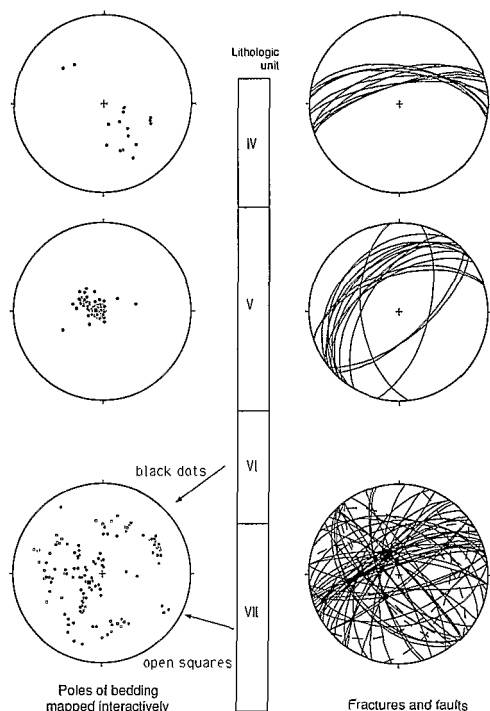 Lithologic
unit
IV
V
VI
VII
black dots
open squares
Poles of bedding
mapped interactively
Fractures and faults